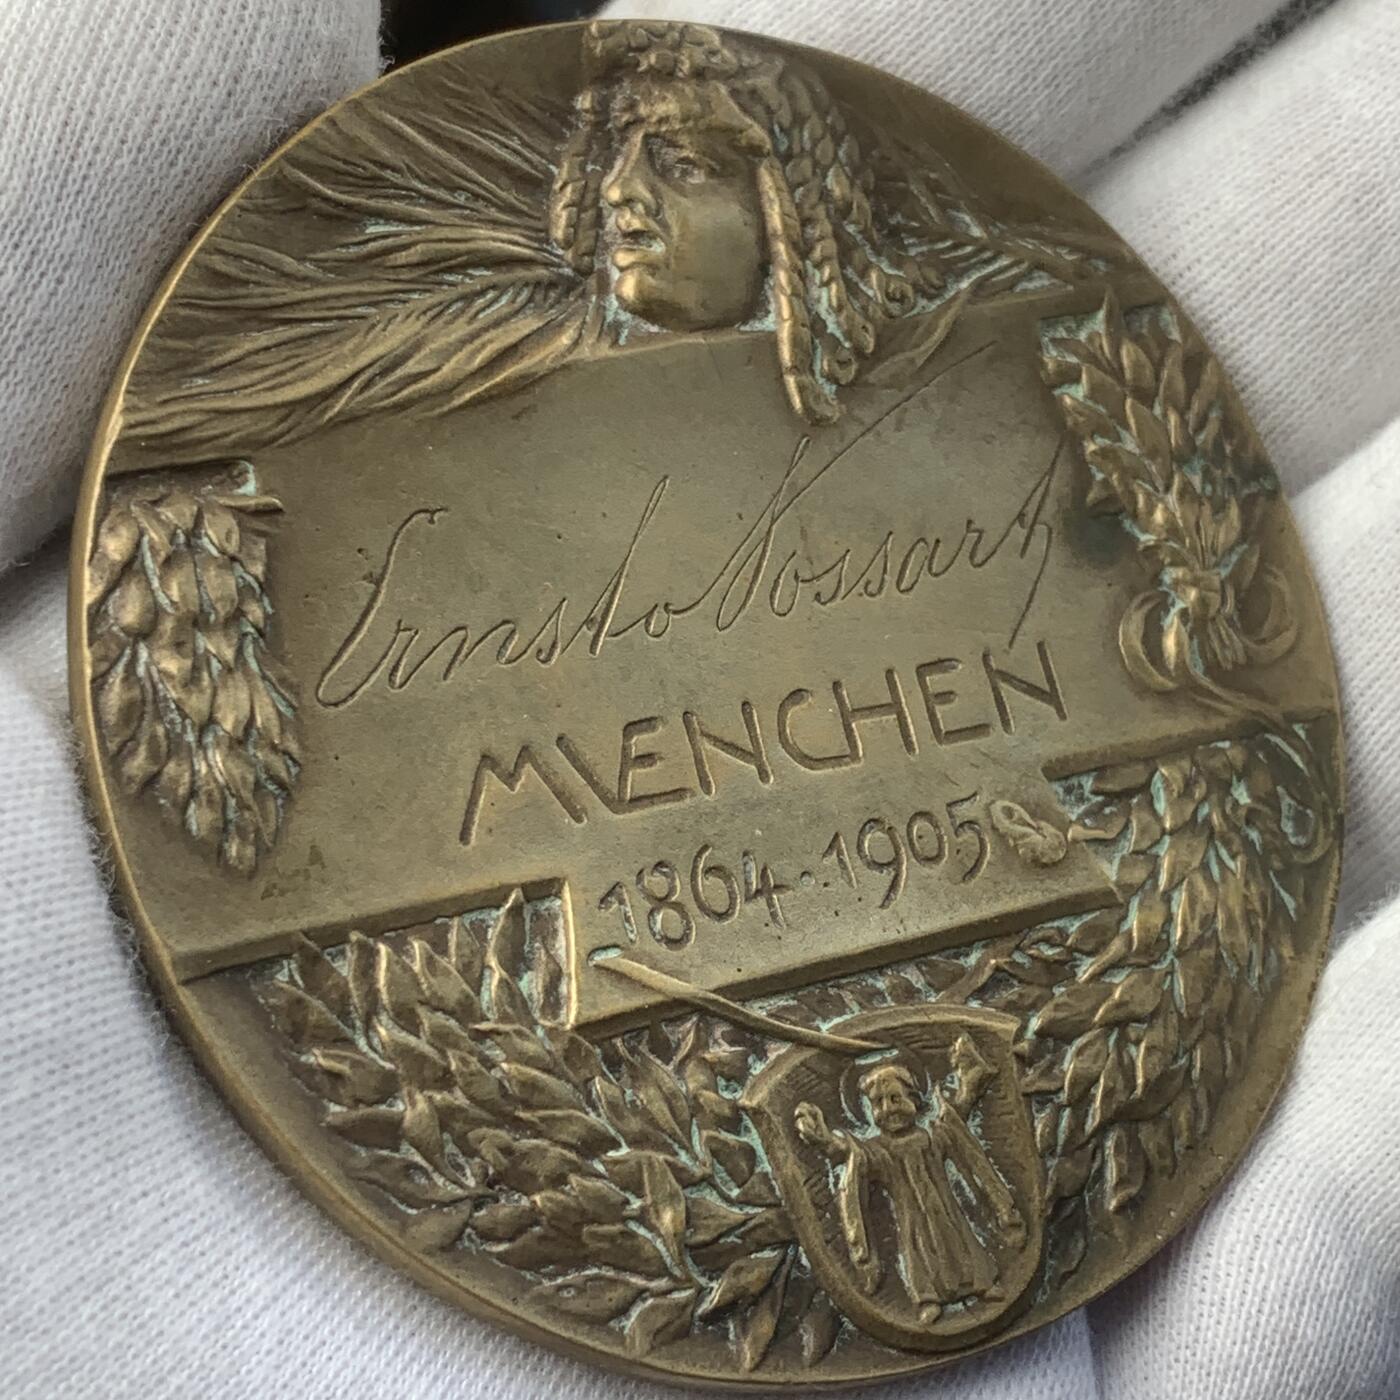 Ernst v Possart
MVENCHEN
1864·1905